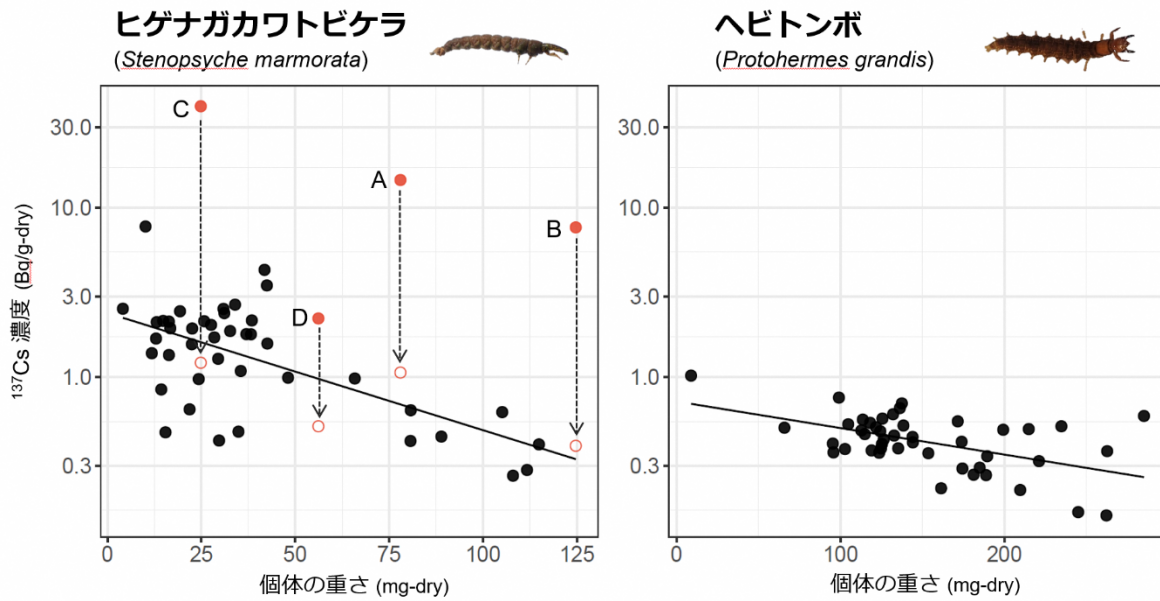 ヒゲナガカワトビケラ
(Stenopsyche marmorata)
ヘビトンボ
(Protohermes grandis)
137Cs 濃度 (Bq/g-dry)
30.0
10.0
3.0
1.0
0.3
C
A
B
D
0
25
50
75
100
125
個体の重さ (mg-dry)
30.0
10.0
3.0
1.0
0.3
0
100
200
個体の重さ (mg-dry)